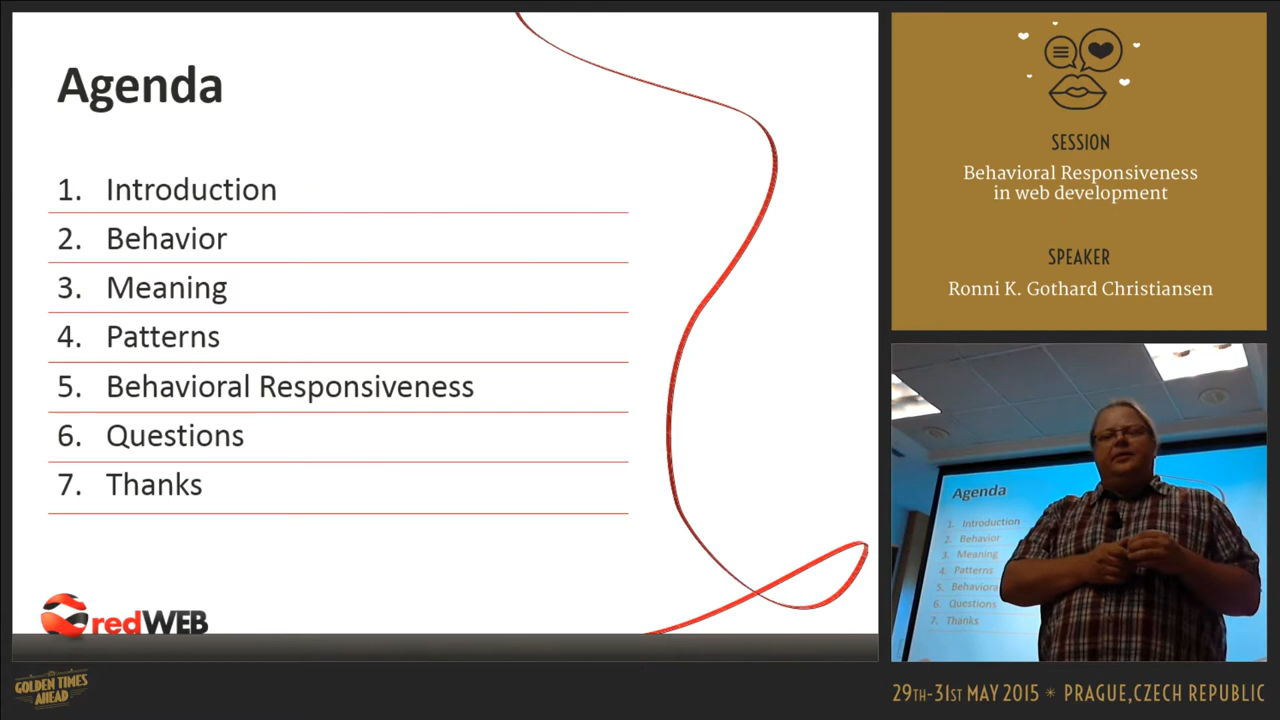 Agenda
1. Introduction
2. Behavior
3. Meaning
4. Patterns
5. Behavioral Responsiveness
6. Questions
7. Thanks
redWEB
SESSION
Behavioral Responsiveness
in web development
SPEAKER
Ronni K. Gothard Christiansen
Agenda
1. Introduction
2. Behavior
3. Meaning
4. Patterns
5. Behaviora
6. Questions
7. Thanks
GOLDEN TIMES
AHEAD
29TH-31ST MAY 2015 * PRAGUE,CZECH REPUBLIC